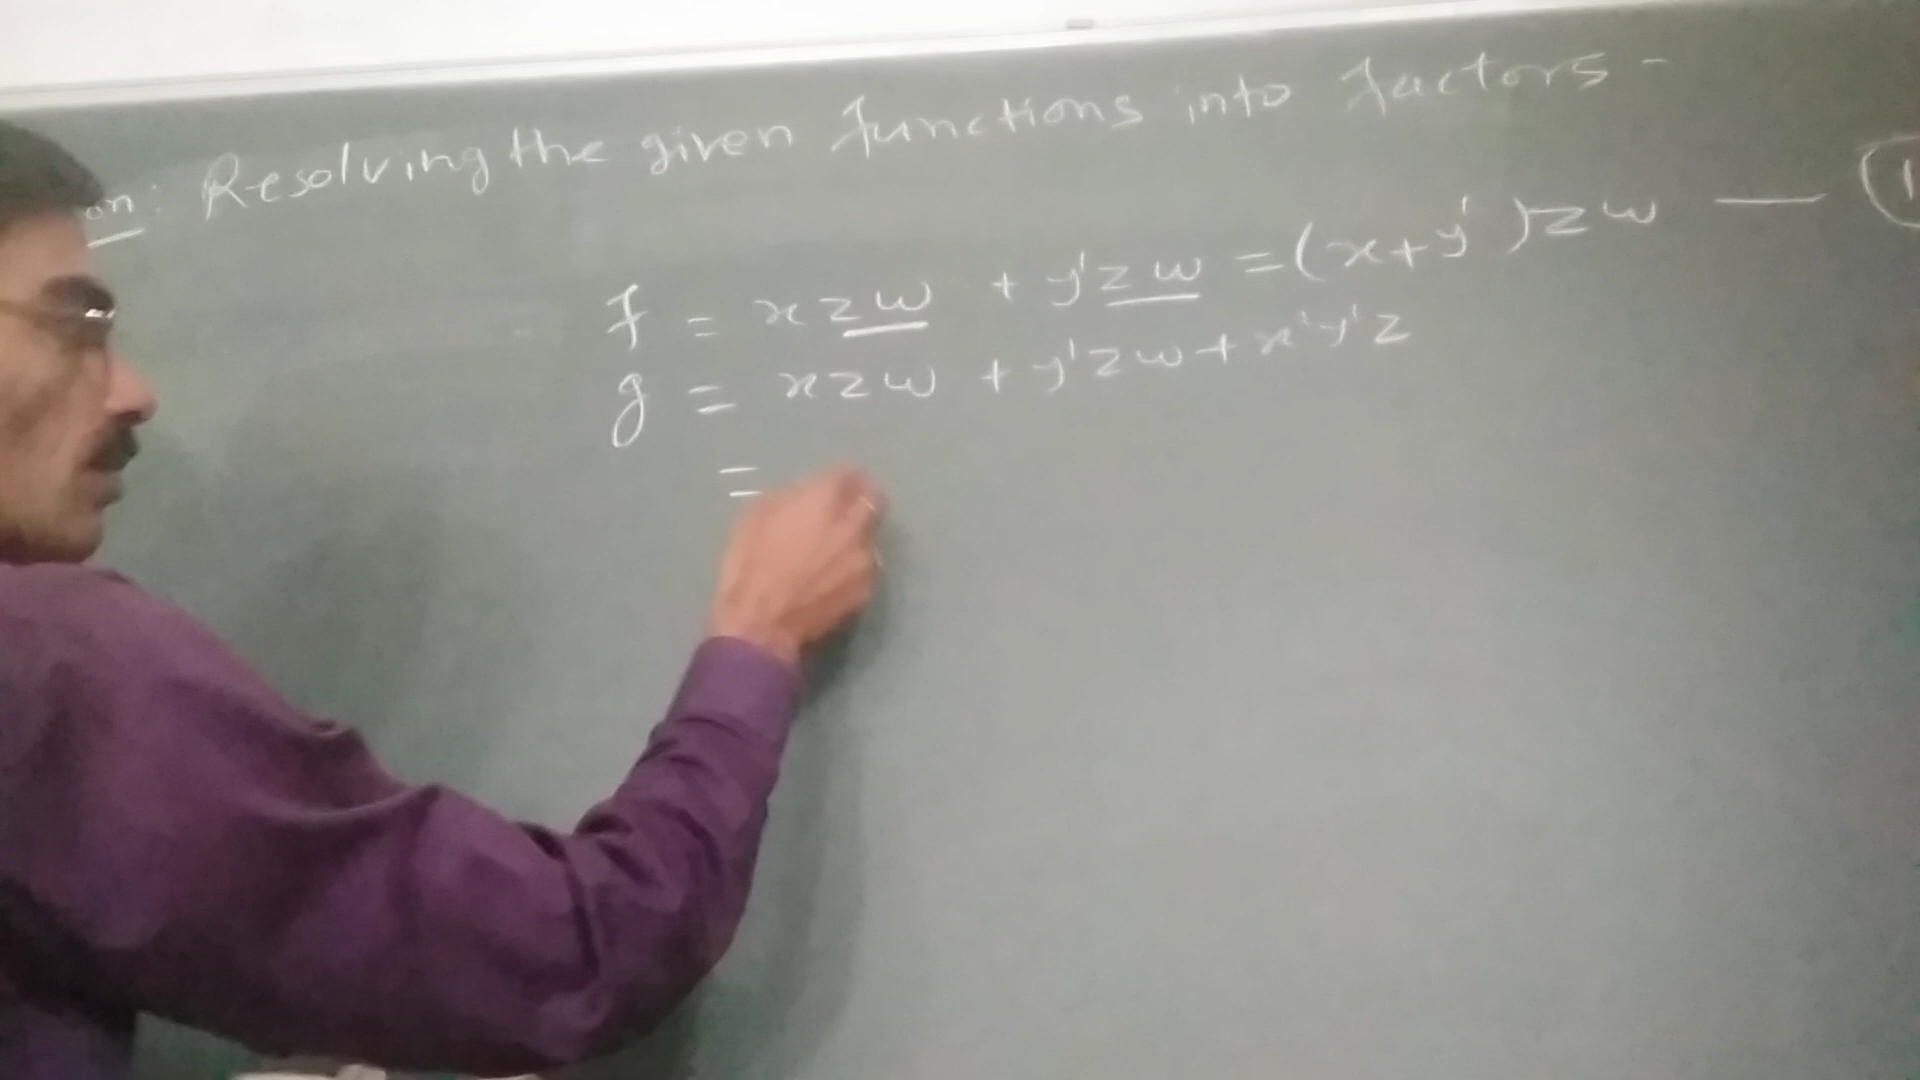 on: Resolving the given functions into factors -
f = xzw + y'zw = (x+y')zw — (1
g = xzw + y'zw + x'y'z
=